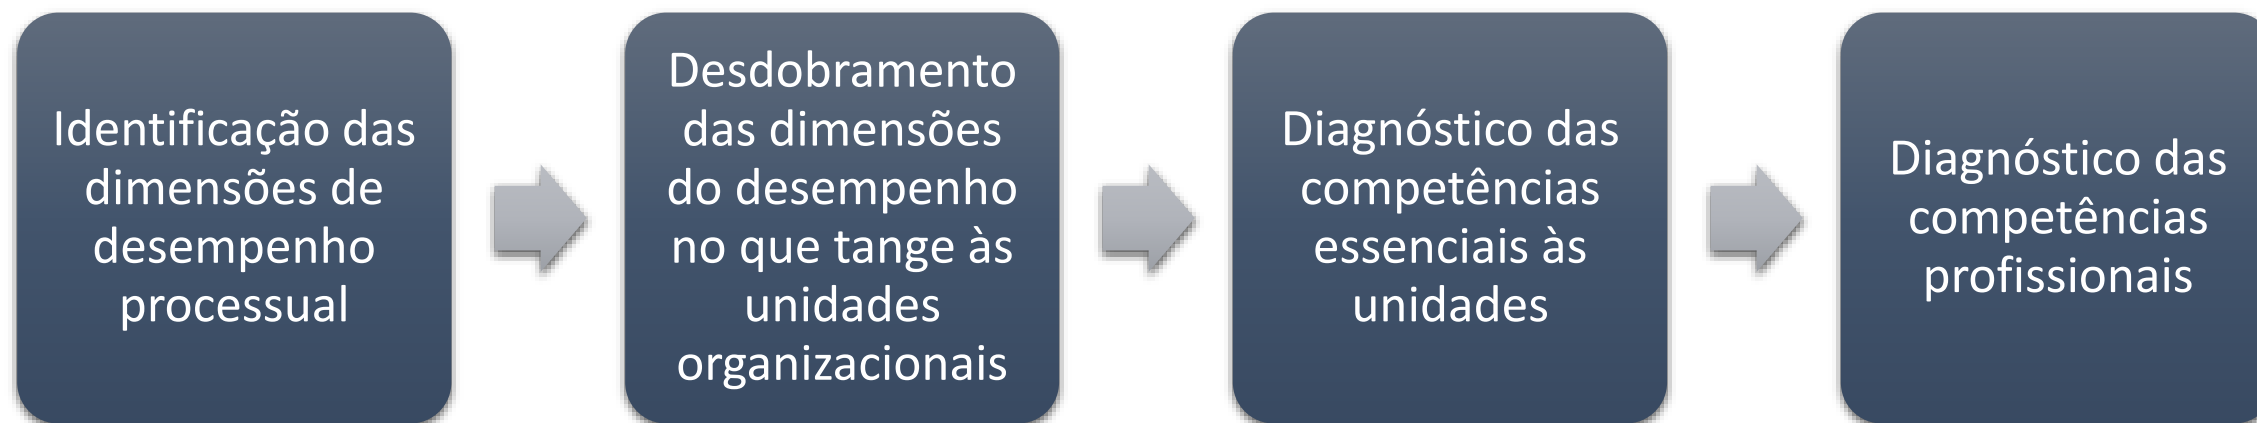 Identificação das
dimensões de
desempenho
processual
Desdobramento
das dimensões
do desempenho
no que tange às
unidades
organizacionais
Diagnóstico das
competências
essenciais às
unidades
Diagnóstico das
competências
profissionais